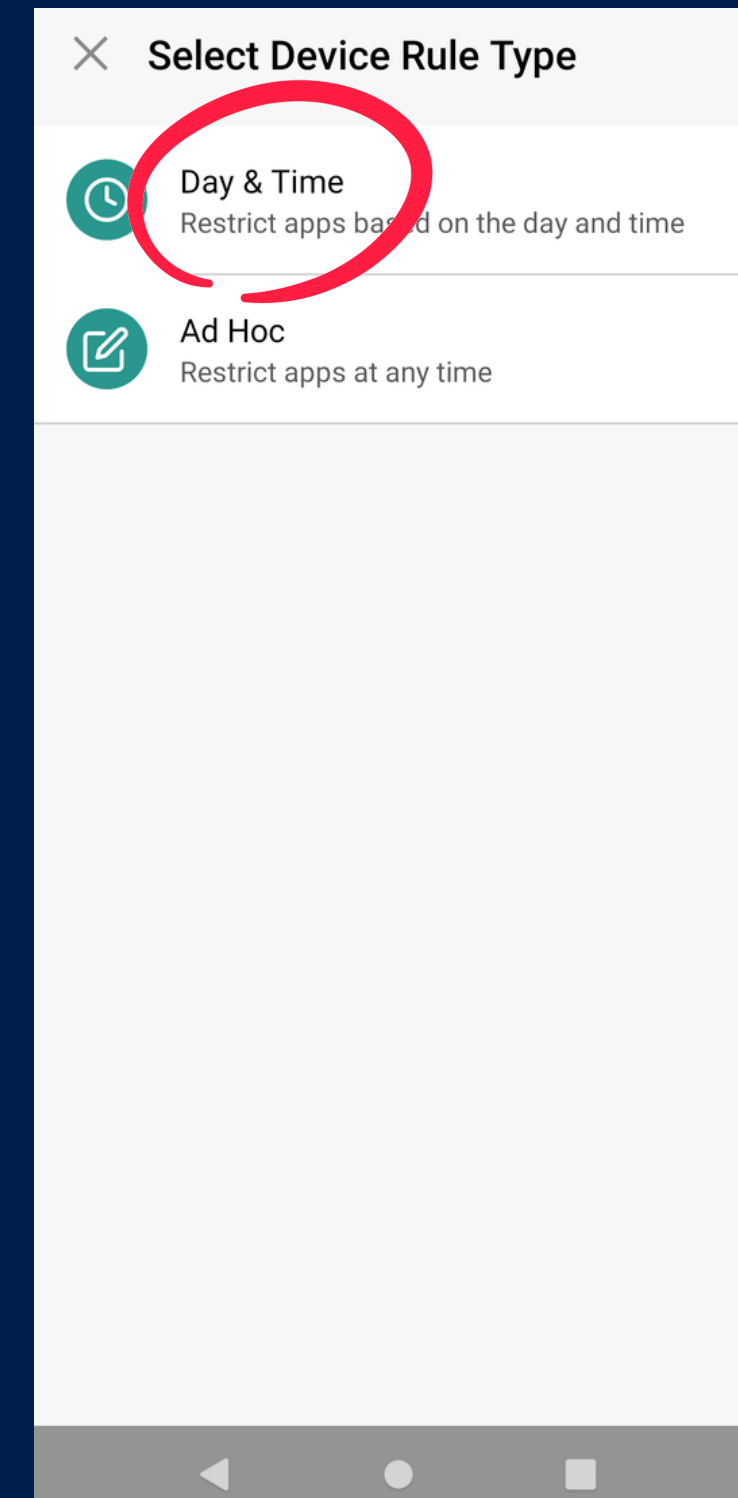 Select Device Rule Type
Day & Time
Restrict apps based on the day and time
Ad Hoc
Restrict apps at any time